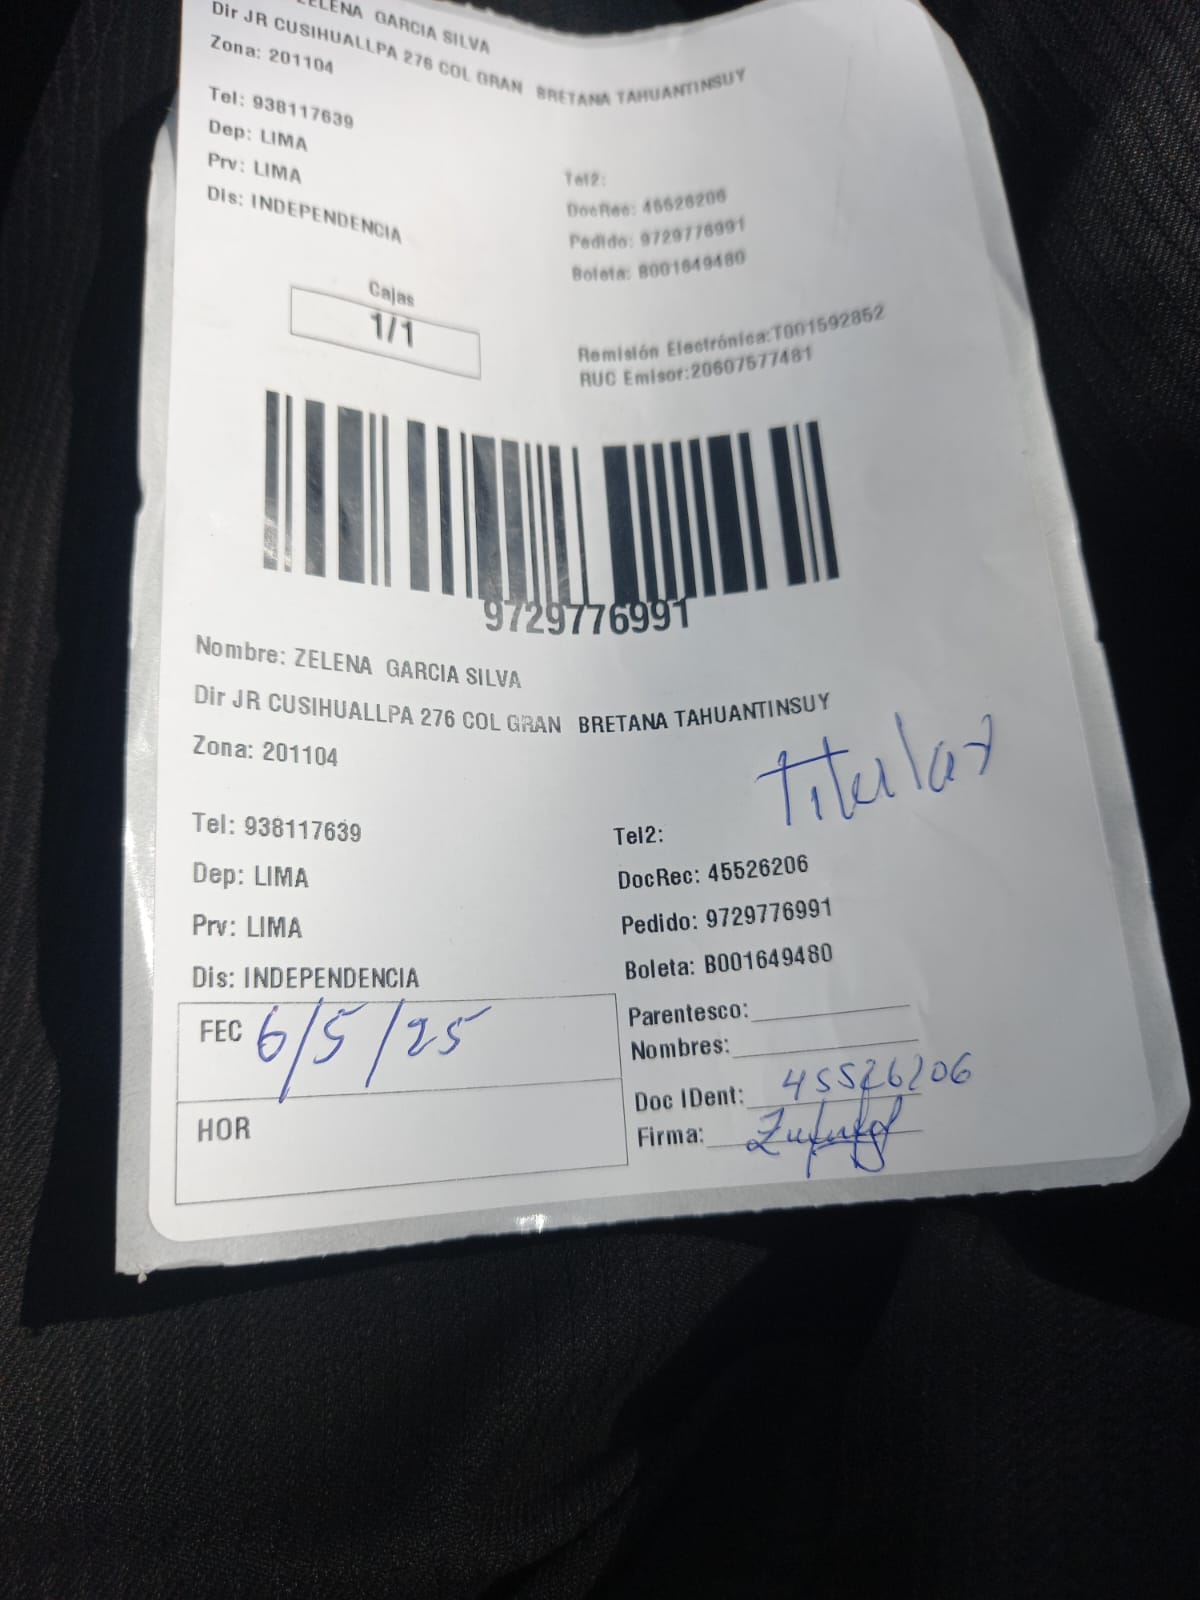 ZELENA GARCIA SILVA
Dir JR CUSIHUALLPA 276 COL GRAN BRETANA TAHUANTINSUY
Zona: 201104
Tel: 938117639
Dep: LIMA
Prv: LIMA
Dis: INDEPENDENCIA
Tel2:
DocRec: 45526206
Pedido: 9729776991
Boleta: B001649480
Cajas
1/1
Remisión Electrónica:T001592852
RUC Emisor:20607577481
9729776991
Nombre: ZELENA GARCIA SILVA
Dir JR CUSIHUALLPA 276 COL GRAN BRETANA TAHUANTINSUY
Zona: 201104
Titular
Tel: 938117639
Dep: LIMA
Prv: LIMA
Dis: INDEPENDENCIA
Tel2:
DocRec: 45526206
Pedido: 9729776991
Boleta: B001649480
FEC 6/5/25
HOR
Parentesco:
Nombres:
Doc IDent: 45526206
Firma: